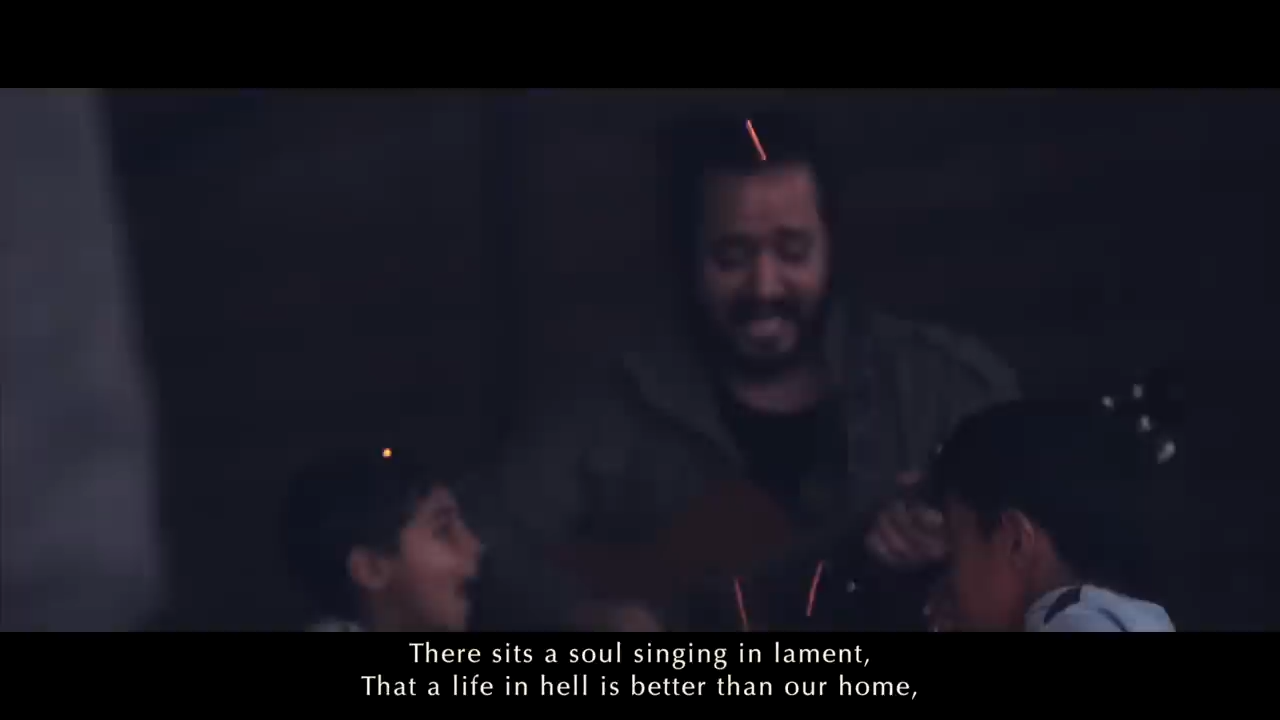 There sits a soul singing in lament,
That a life in hell is better than our home,